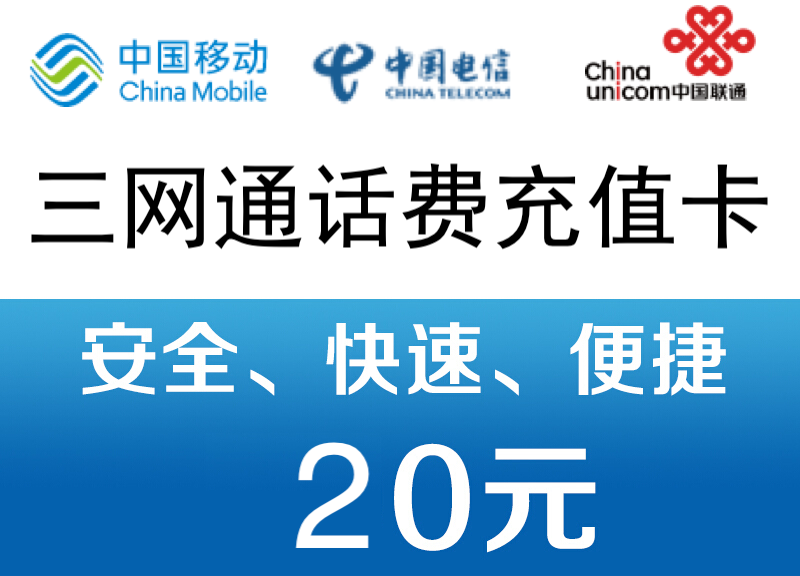 中国移动
China Mobile
中国电信
CHINA TELECOM
China
unicom中国联通
三网通话费充值卡
安全、快速、便捷
20元